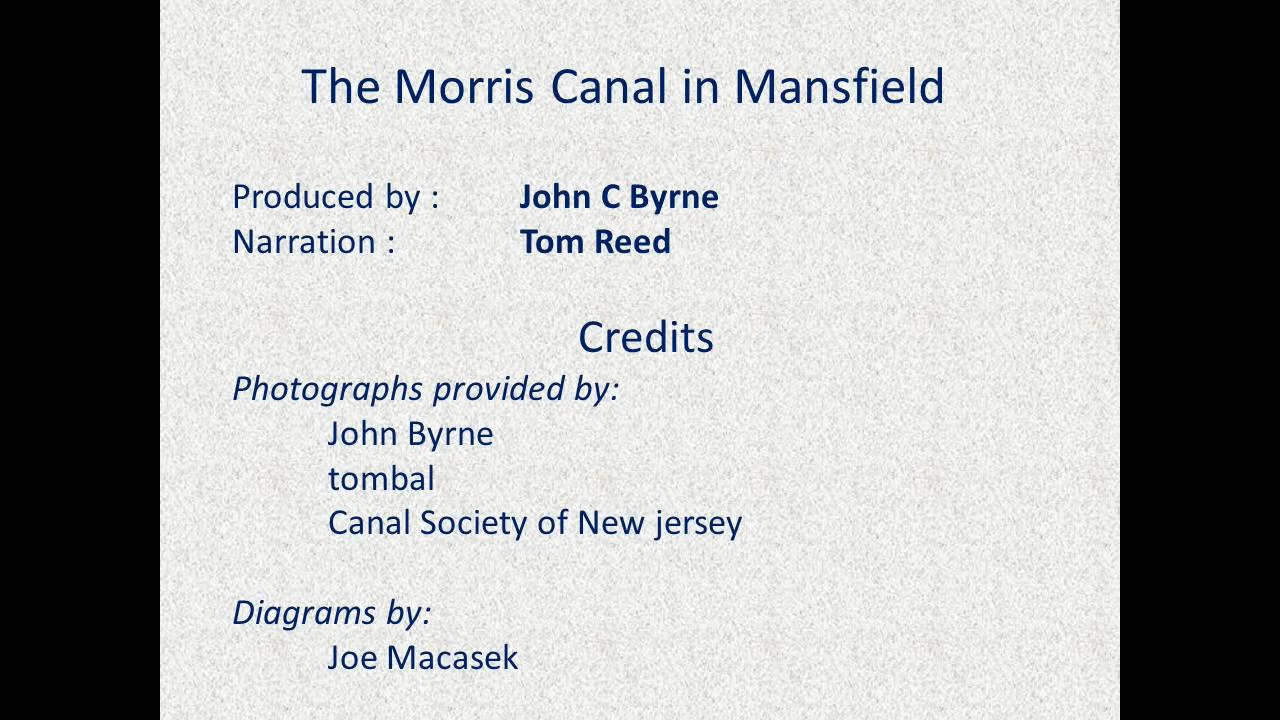 The Morris Canal in Mansfield
Produced by : John C Byrne
Narration : Tom Reed
Credits
Photographs provided by:
John Byrne
tombal
Canal Society of New jersey
Diagrams by:
Joe Macasek